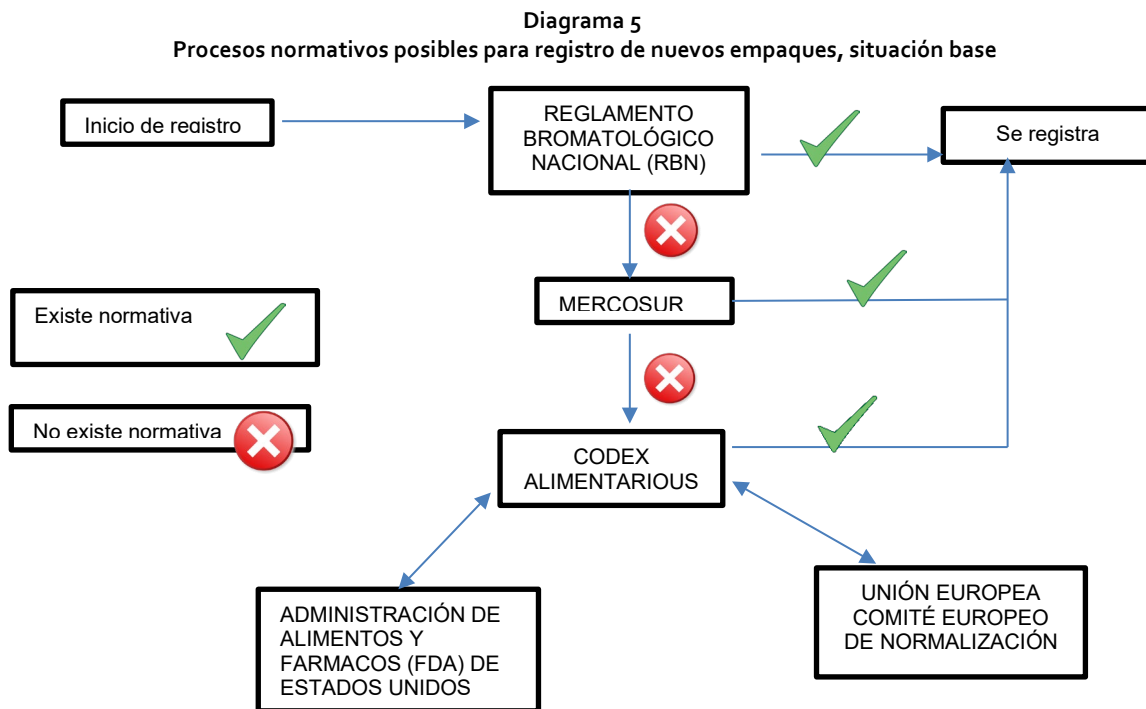 Diagrama 5
Procesos normativos posibles para registro de nuevos empaques, situación base
Inicio de registro
REGLAMENTO
BROMATOLÓGICO
NACIONAL (RBN)
Se registra
MERCOSUR
Existe normativa
No existe normativa
CODEX
ALIMENTARIOUS
ADMINISTRACIÓN DE
ALIMENTOS Y
FARMACOS (FDA) DE
ESTADOS UNIDOS
UNIÓN EUROPEA
COMITÉ EUROPEO
DE NORMALIZACIÓN